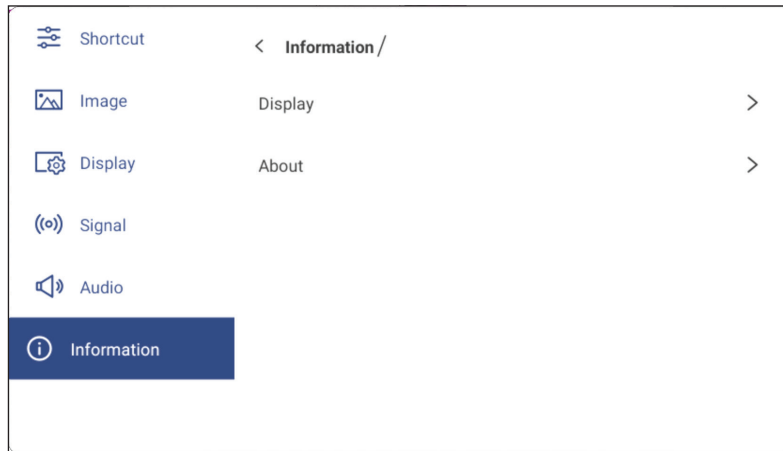 Shortcut
Image
Display
Signal
Audio
Information
< Information /
Display >
About >